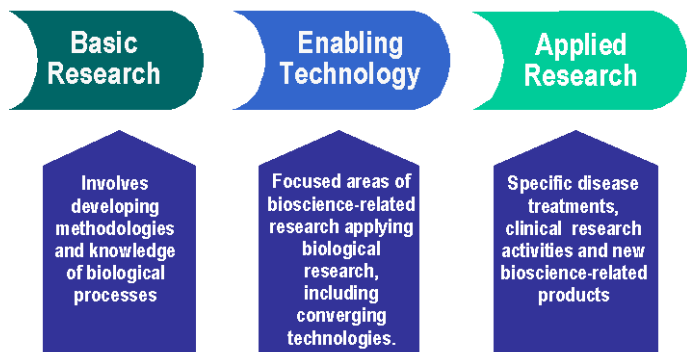 Basic
Research
Enabling
Technology
Applied
Research
Involves
developing
methodologies
and knowledge
of biological
processes
Focused areas of
bioscience-related
research applying
biological
research,
including
converging
technologies.
Specific disease
treatments,
clinical research
activities and new
bioscience-related
products